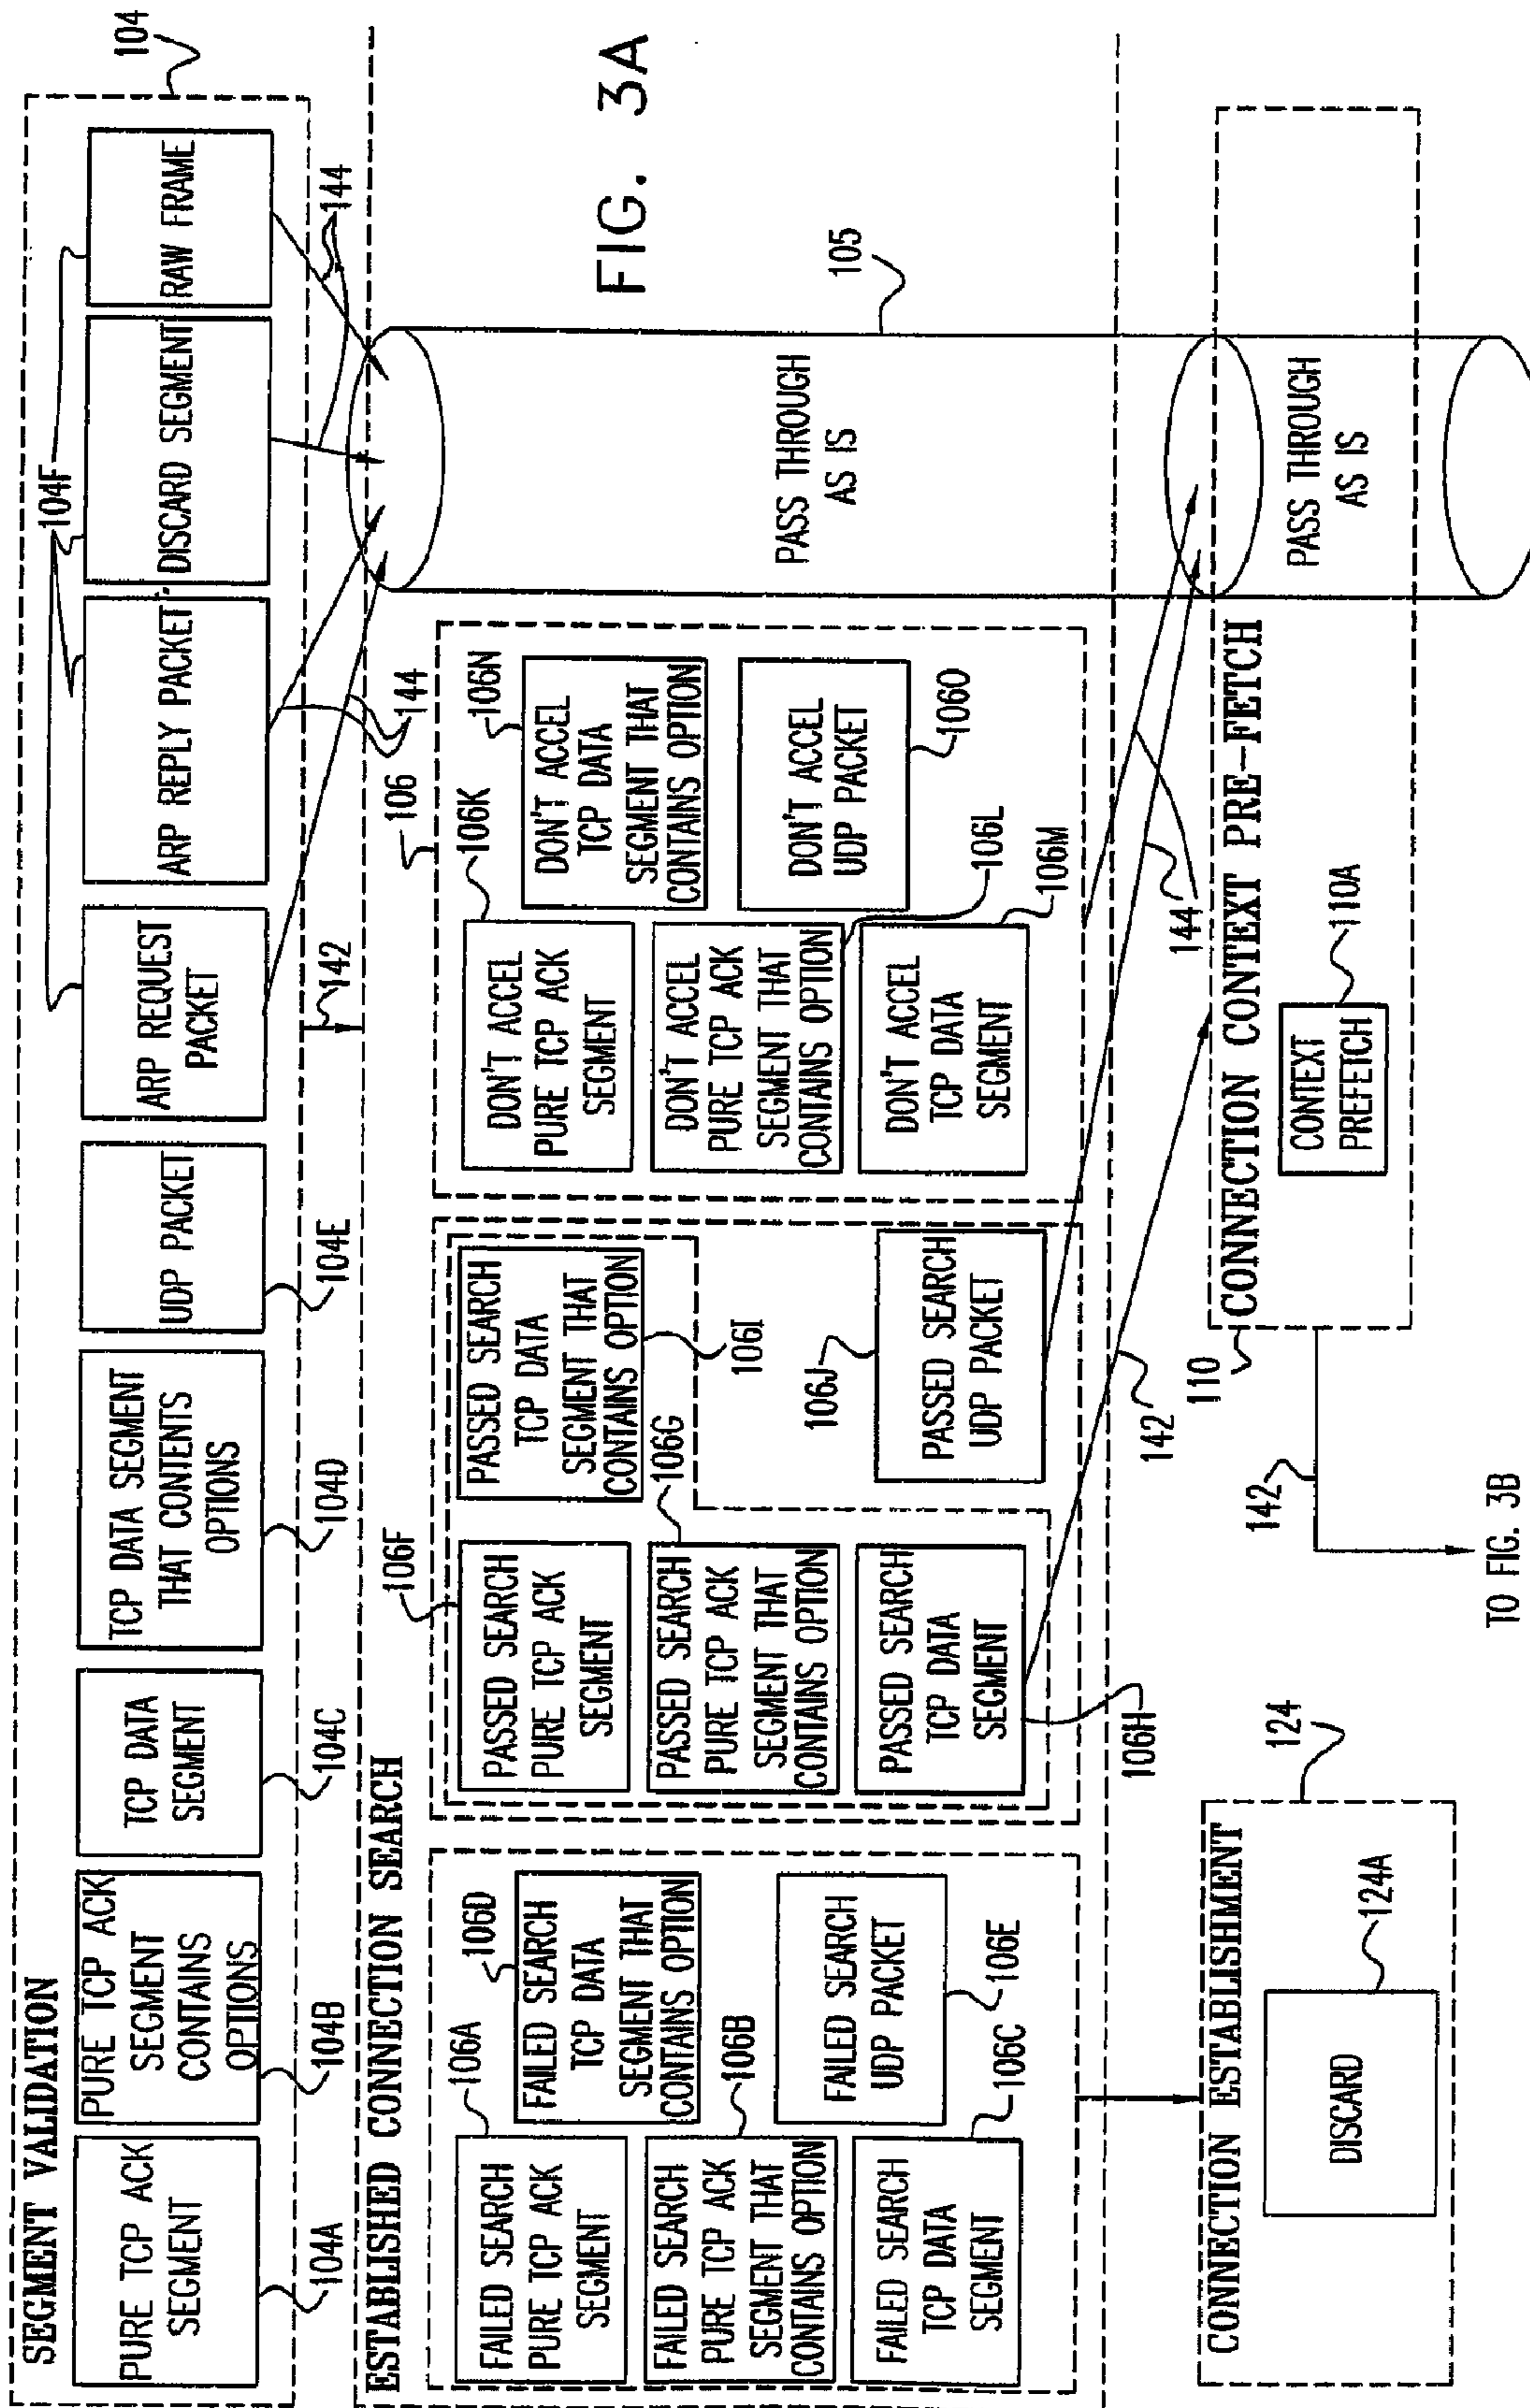 SEGMENT VALIDATION
104
PURE TCP ACK
SEGMENT
104A
PURE TCP ACK
SEGMENT
CONTAINS
OPTIONS
104B
TCP DATA
SEGMENT
104C
TCP DATA SEGMENT
THAT CONTENTS
OPTIONS
104D
UDP PACKET
104E
ARP REQUEST
PACKET
ARP REPLY PACKET
DISCARD SEGMENT
RAW FRAME
104F
142
144
144
ESTABLISHED CONNECTION SEARCH
106
FAILED SEARCH
PURE TCP ACK
SEGMENT
106A
FAILED SEARCH
PURE TCP ACK
SEGMENT THAT
CONTAINS OPTION
106B
FAILED SEARCH
TCP DATA
SEGMENT
106C
FAILED SEARCH
TCP DATA
SEGMENT THAT
CONTAINS OPTION
106D
FAILED SEARCH
UDP PACKET
106E
PASSED SEARCH
PURE TCP ACK
SEGMENT
106F
PASSED SEARCH
PURE TCP ACK
SEGMENT THAT
CONTAINS OPTION
106G
PASSED SEARCH
TCP DATA
SEGMENT
106H
PASSED SEARCH
TCP DATA
SEGMENT THAT
CONTAINS OPTION
106I
PASSED SEARCH
UDP PACKET
106J
DON'T ACCEL
PURE TCP ACK
SEGMENT
106K
DON'T ACCEL
PURE TCP ACK
SEGMENT THAT
CONTAINS OPTION
106L
DON'T ACCEL
TCP DATA
SEGMENT
106M
DON'T ACCEL
TCP DATA
SEGMENT THAT
CONTAINS OPTION
106N
DON'T ACCEL
UDP PACKET
106O
PASS THROUGH
AS IS
105
FIG. 3A
142
144
CONNECTION ESTABLISHMENT
124
DISCARD
124A
110
CONNECTION CONTEXT PRE-FETCH
CONTEXT
PREFETCH
110A
PASS THROUGH
AS IS
142
TO FIG. 3B